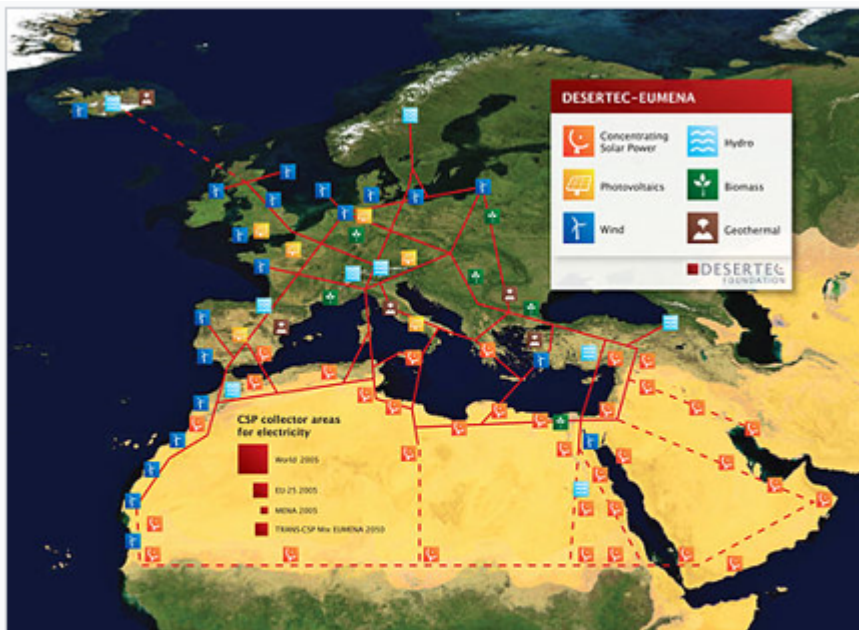 DESERTEC-EUMENA
Concentrating
Solar Power
Hydro
Photovoltaics
Biomass
Wind
Geothermal
DESERTEC
FOUNDATION
CSP collector areas
for electricity
World 2005
EU-25 2005
MENA 2005
TRANS-CSP Mix EUMENA 2050